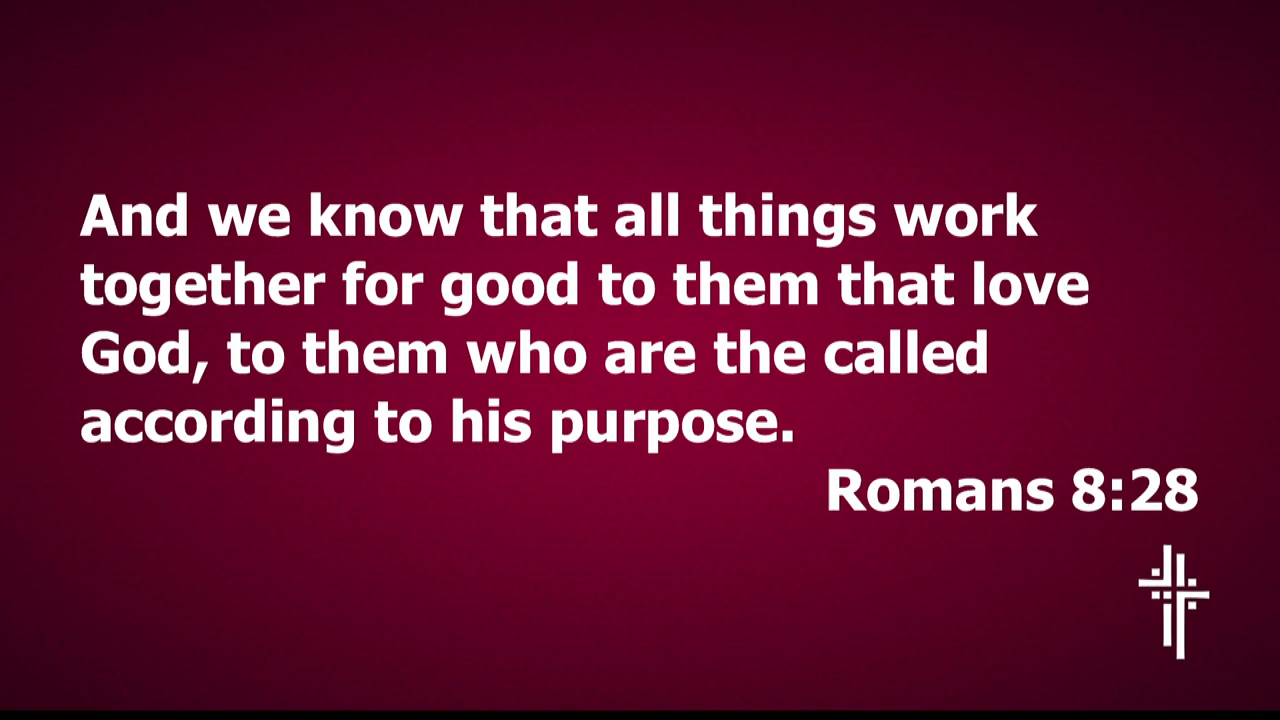 And we know that all things work
together for good to them that love
God, to them who are the called
according to his purpose.
Romans 8:28